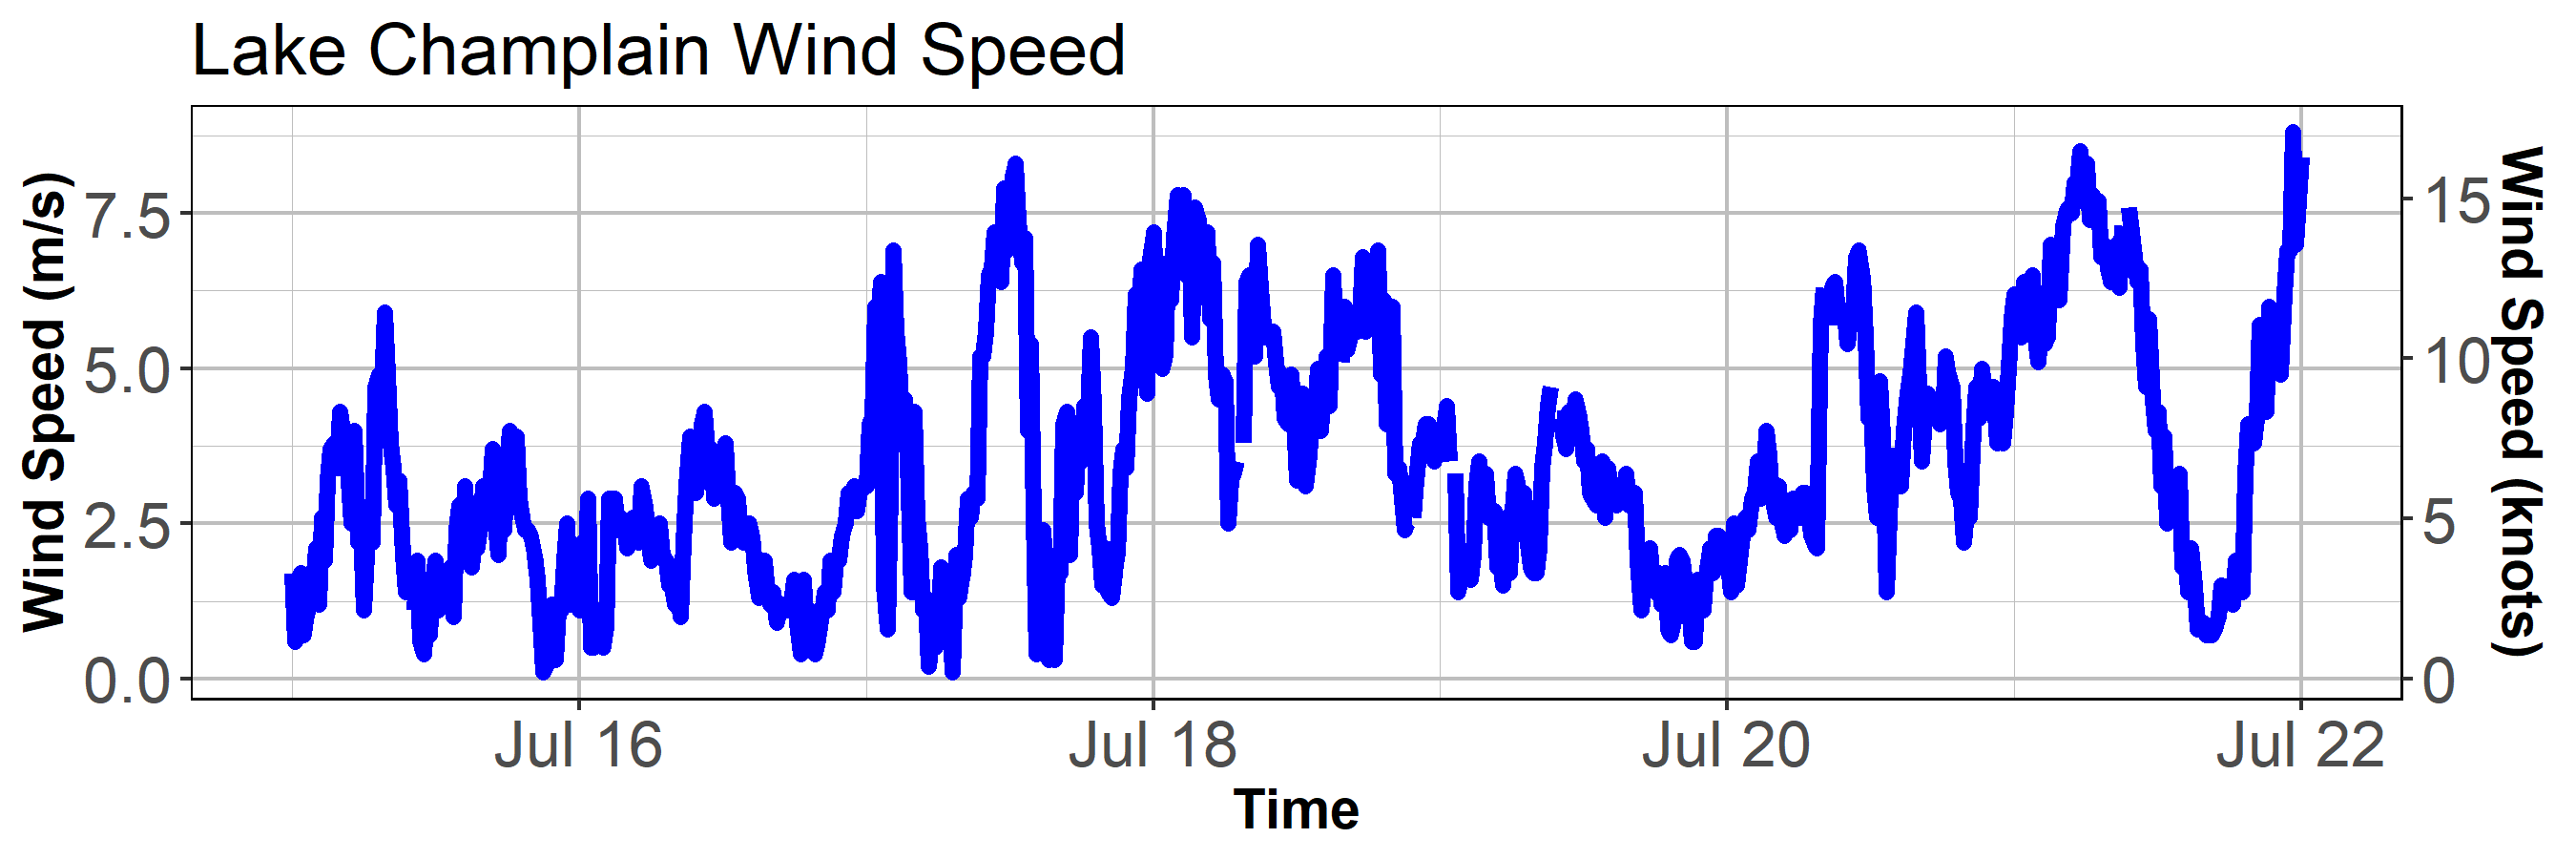 Lake Champlain Wind Speed
Wind Speed (m/s)
7.5
5.0
2.5
0.0
15
10
5
0
Wind Speed (knots)
Jul 16 Jul 18 Jul 20 Jul 22
Time